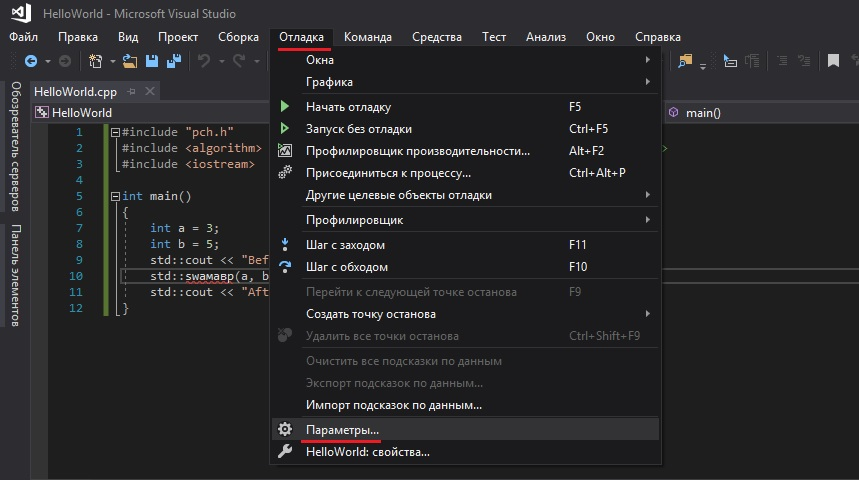 HelloWorld - Microsoft Visual Studio
Файл Правка Вид Проект Сборка Отладка Команда Средства Тест Анализ Окно Справка
Обозреватель серверов
Панель элементов
HelloWorld.cpp
HelloWorld
main()
1 #include "pch.h"
2 #include <algorithm>
3 #include <iostream>
4
5 int main()
6 {
7 int a = 3;
8 int b = 5;
9 std::cout << "Bef
10 std::swамавр(a, b
11 std::cout << "Aft
12 }
Окна
Графика
Начать отладку F5
Запуск без отладки Ctrl+F5
Профилировщик производительности... Alt+F2
Присоединиться к процессу... Ctrl+Alt+P
Другие целевые объекты отладки
Профилировщик
Шаг с заходом F11
Шаг с обходом F10
Перейти к следующей точке останова F9
Создать точку останова
Удалить все точки останова Ctrl+Shift+F9
Очистить все подсказки по данным
Экспорт подсказок по данным...
Импорт подсказок по данным...
Параметры...
HelloWorld: свойства...